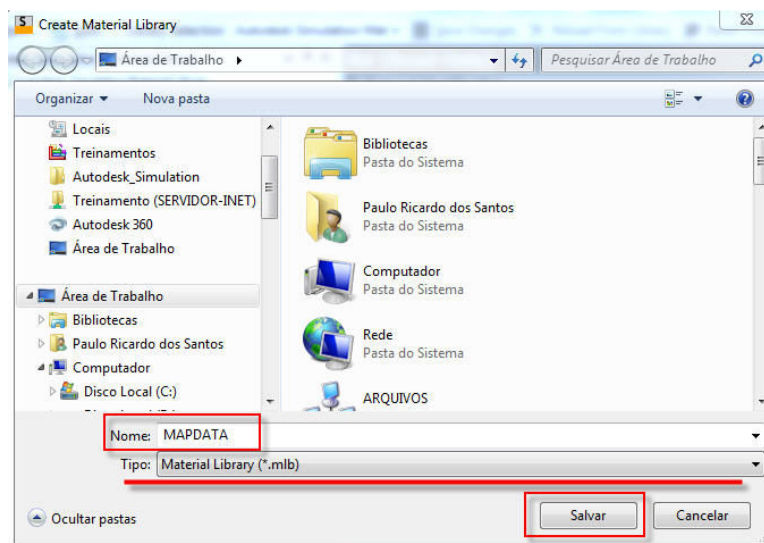 Create Material Library
Área de Trabalho
Pesquisar Área de Trabalho
Organizar
Nova pasta
Locais
Treinamentos
Autodesk_Simulation
Treinamento (SERVIDOR-INET)
Autodesk 360
Área de Trabalho
Área de Trabalho
Bibliotecas
Paulo Ricardo dos Santos
Computador
Disco Local (C:)
Bibliotecas
Pasta do Sistema
Paulo Ricardo dos Santos
Pasta do Sistema
Computador
Pasta do Sistema
Rede
Pasta do Sistema
ARQUIVOS
Nome: MAPDATA
Tipo: Material Library (*.mlb)
Ocultar pastas
Salvar
Cancelar